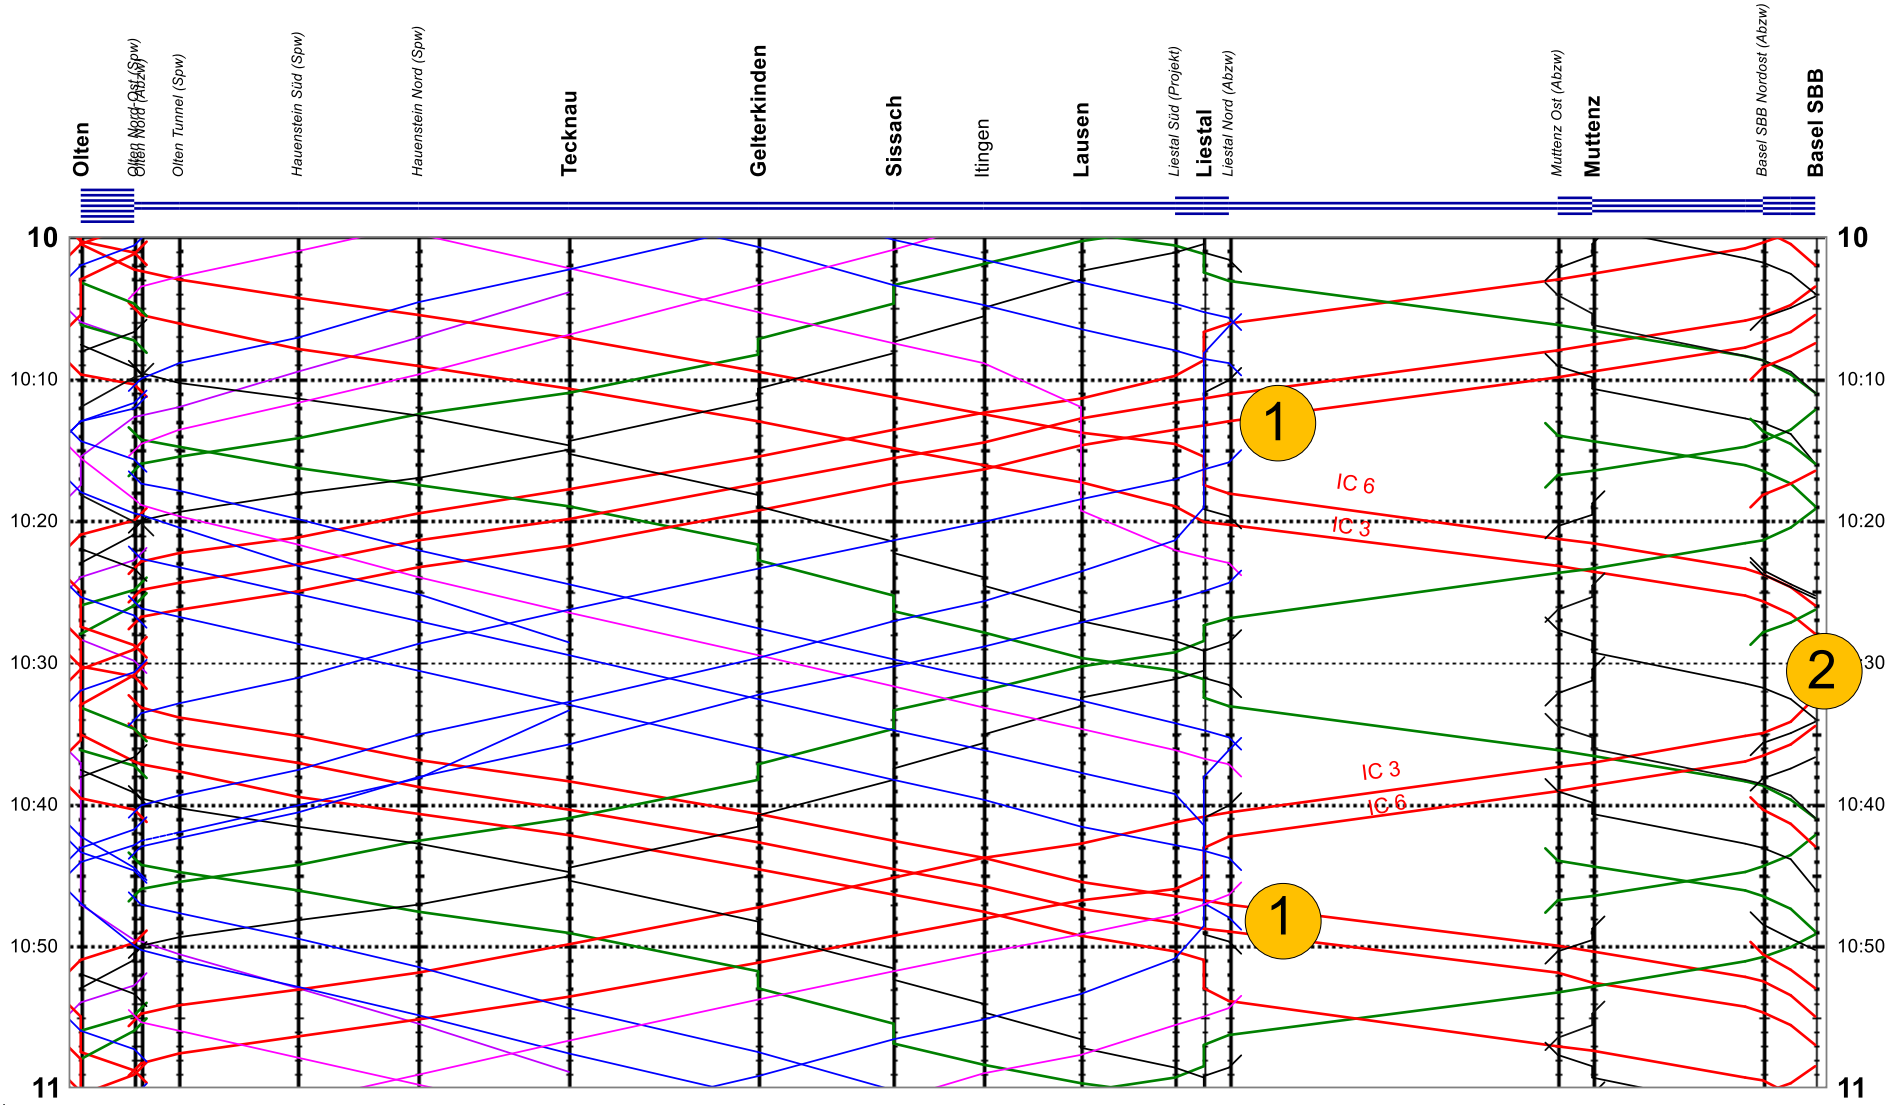 Olten
Olten Nord-Ost (Spw)
Olten Nord (Abzw)
Olten Tunnel (Spw)
Hauenstein Süd (Spw)
Hauenstein Nord (Spw)
Tecknau
Gelterkinden
Sissach
Itingen
Lausen
Liestal Süd (Projekt)
Liestal
Liestal Nord (Abzw)
Muttenz Ost (Abzw)
Muttenz
Basel SBB Nordost (Abzw)
Basel SBB
10 10
10:10 10:10
1
IC 6
10:20 10:20
IC 3
10:30 2 30
IC 3
10:40 IC 6 10:40
1
10:50 10:50
11 11